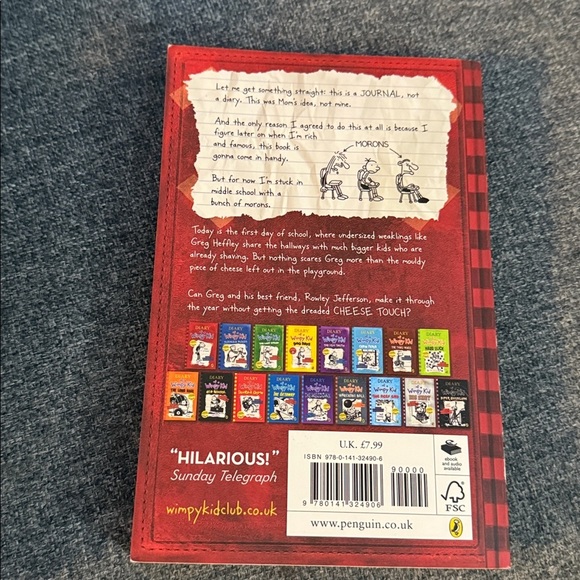 Let me get something straight: this is a JOURNAL, not
a diary. This was Mom's idea, not mine.
And the only reason I agreed to do this at all is because I
figure later on when I'm rich
and famous, this book is
gonna come in handy.
MORONS
But for now I'm stuck in
middle school with a
bunch of morons.
Today is the first day of school, where undersized weaklings like
Greg Heffley share the hallways with much bigger kids who are
already shaving. But nothing scares Greg more than the mouldy
piece of cheese left out in the playground.
Can Greg and his best friend, Rowley Jefferson, make it through
the year without getting the dreaded CHEESE TOUCH?
"HILARIOUS!"
Sunday Telegraph
wimpykidclub.co.uk
U.K. £7.99
ISBN 978-0-141-32490-6
90000
9 780141 324906
www.penguin.co.uk
ebook
and audio
available
FSC